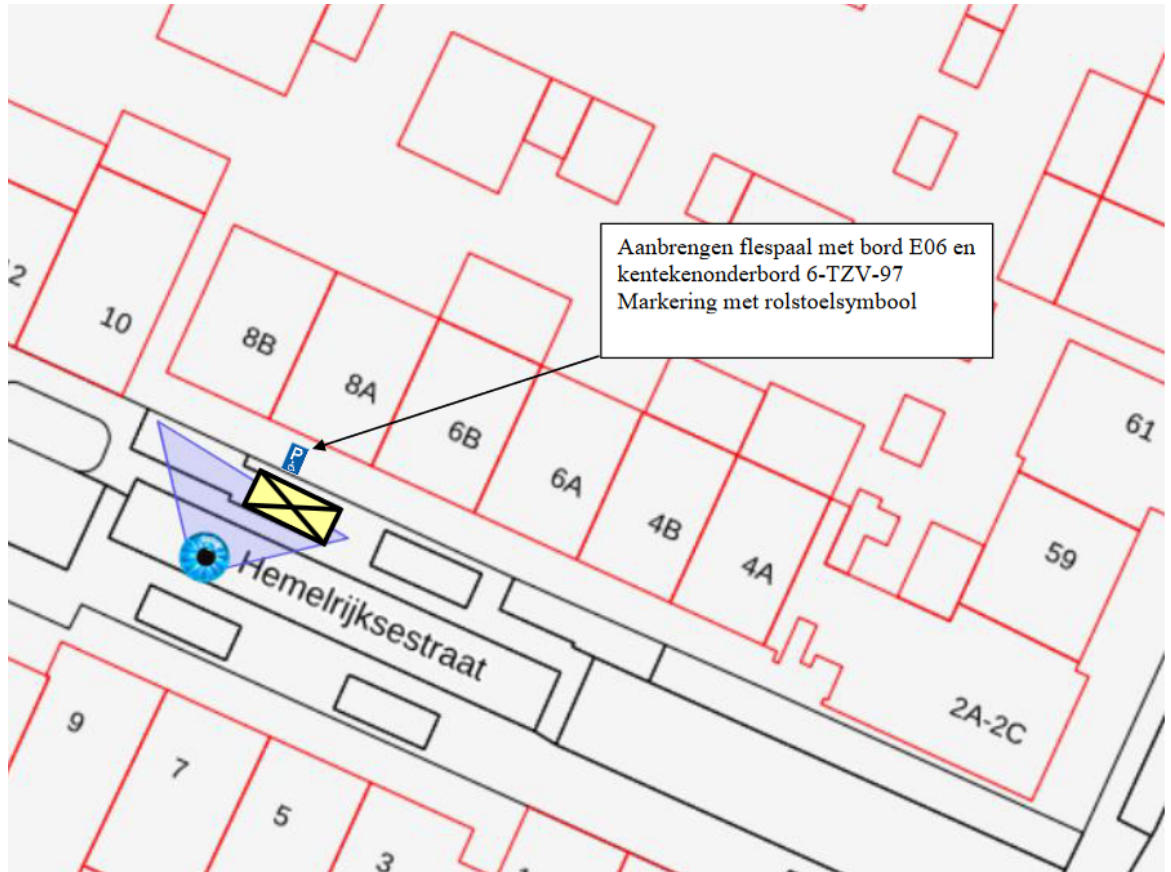 Aanbrengen flespaal met bord E06 en
kentekenonderbord 6-TZV-97
Markering met rolstoelsymbool
10
8B
8A
6B
6A
4B
4A
61
59
2A-2C
P
Hemelrijksestraat
9
7
5
3